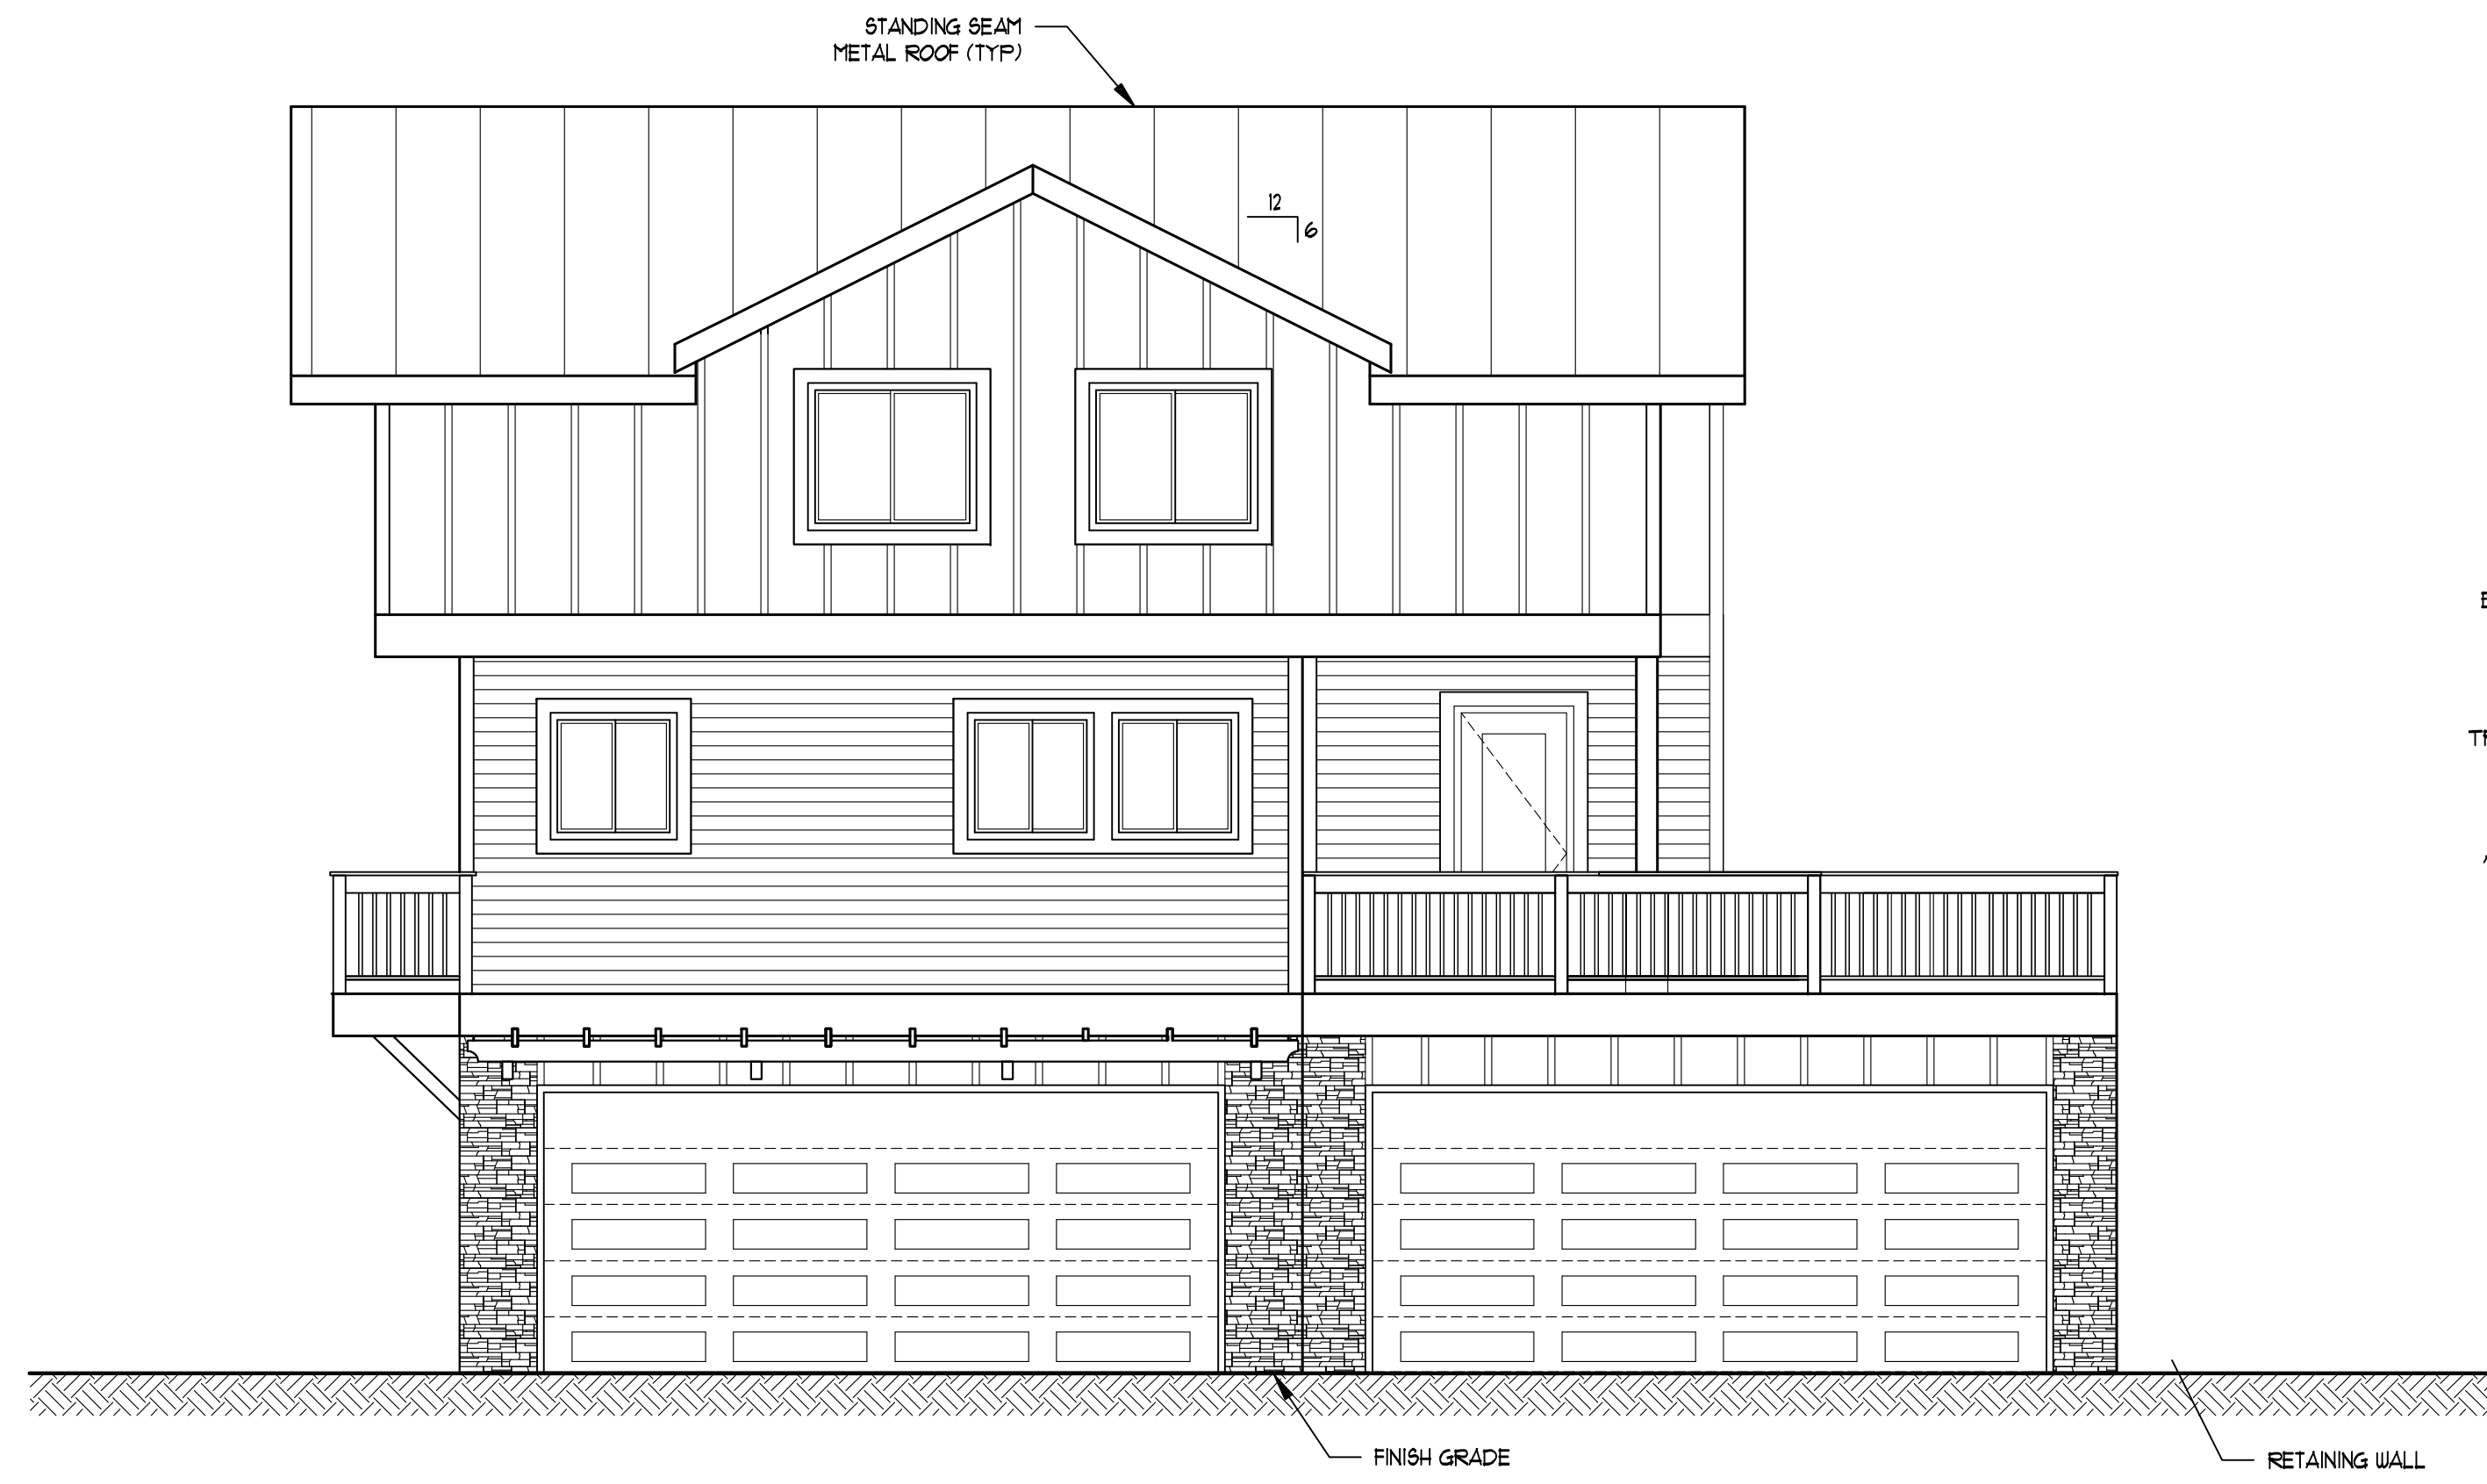 STANDING SEAM
METAL ROOF (TYP)
12
6
FINISH GRADE
RETAINING WALL